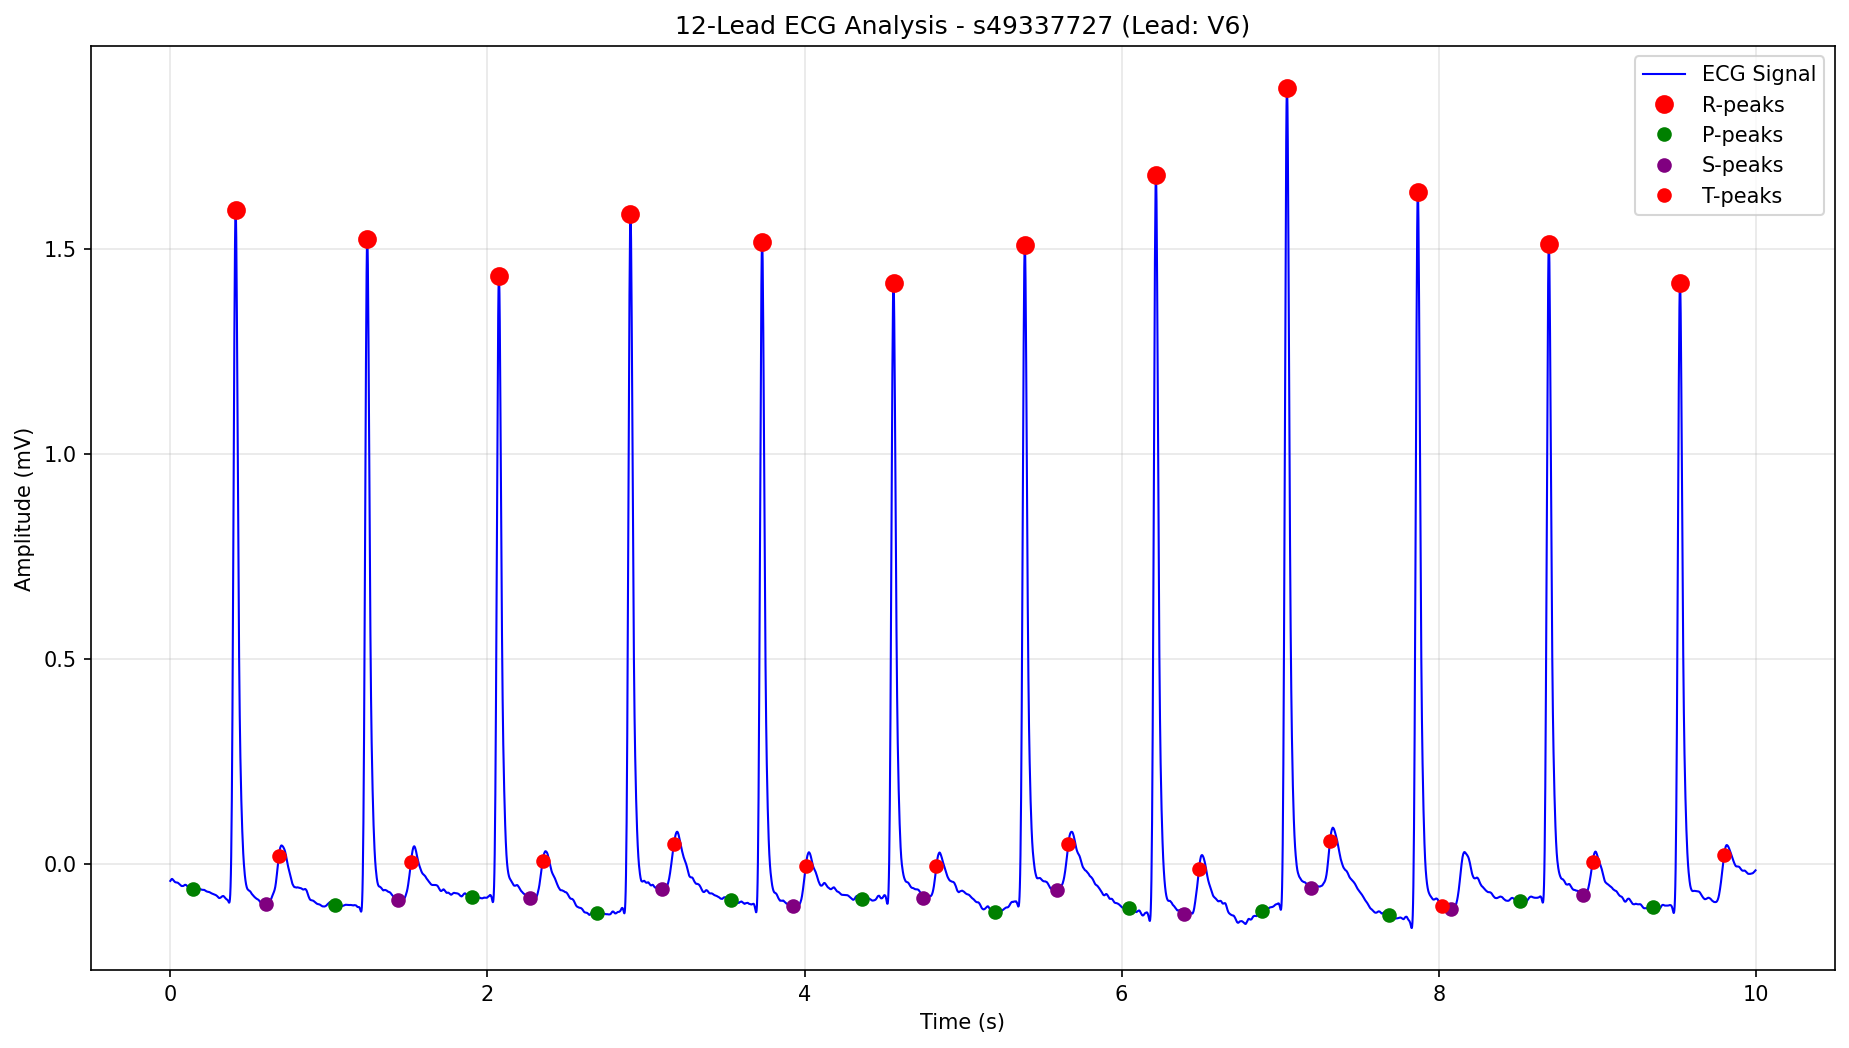 12-Lead ECG Analysis - s49337727 (Lead: V6)
ECG Signal
R-peaks
P-peaks
S-peaks
T-peaks
Amplitude (mV)
1.5
1.0
0.5
0.0
0 2 4 6 8 10
Time (s)